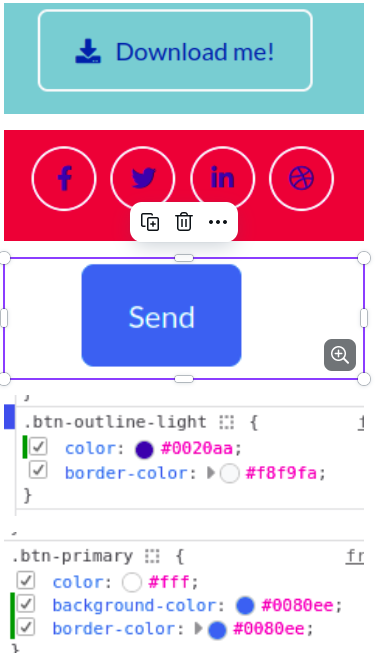 Download me!
f
in
Send
}
.btn-outline-light {
color: #0020aa;
border-color: #f8f9fa;
}
.btn-primary { fr
color: #fff;
background-color: #0080ee;
border-color: #0080ee;
}